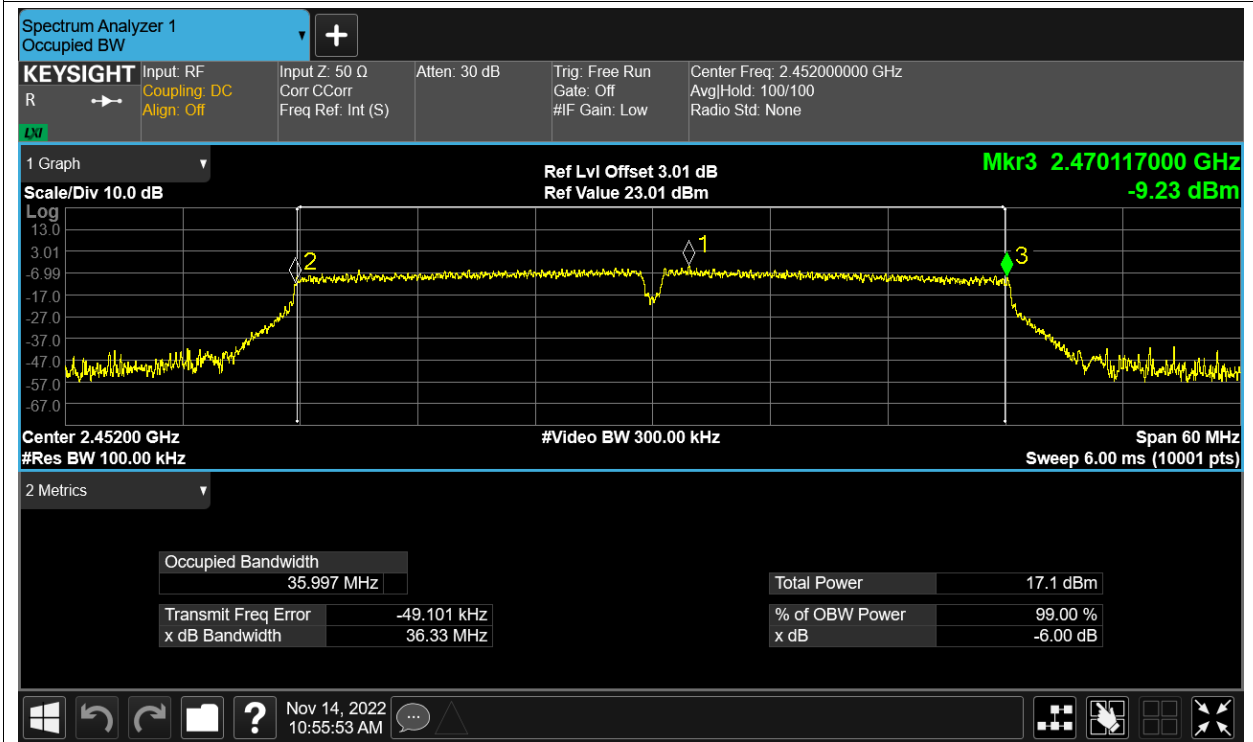 Spectrum Analyzer 1
Occupied BW
KEYSIGHT
R
LXI
Input: RF
Coupling: DC
Align: Off
Input Z: 50 Ω
Corr CCorr
Freq Ref: Int (S)
Atten: 30 dB
Trig: Free Run
Gate: Off
#IF Gain: Low
Center Freq: 2.452000000 GHz
Avg|Hold: 100/100
Radio Std: None
1 Graph
Scale/Div 10.0 dB
Ref Lvl Offset 3.01 dB
Ref Value 23.01 dBm
Mkr3 2.470117000 GHz
-9.23 dBm
Log
13.0
3.01
-6.99
-17.0
-27.0
-37.0
-47.0
-57.0
-67.0
2
1
3
Center 2.45200 GHz
#Video BW 300.00 kHz
Span 60 MHz
#Res BW 100.00 kHz
Sweep 6.00 ms (10001 pts)
2 Metrics
Occupied Bandwidth
35.997 MHz
Transmit Freq Error -49.101 kHz
x dB Bandwidth 36.33 MHz
Total Power 17.1 dBm
% of OBW Power 99.00 %
x dB -6.00 dB
?
Nov 14, 2022
10:55:53 AM